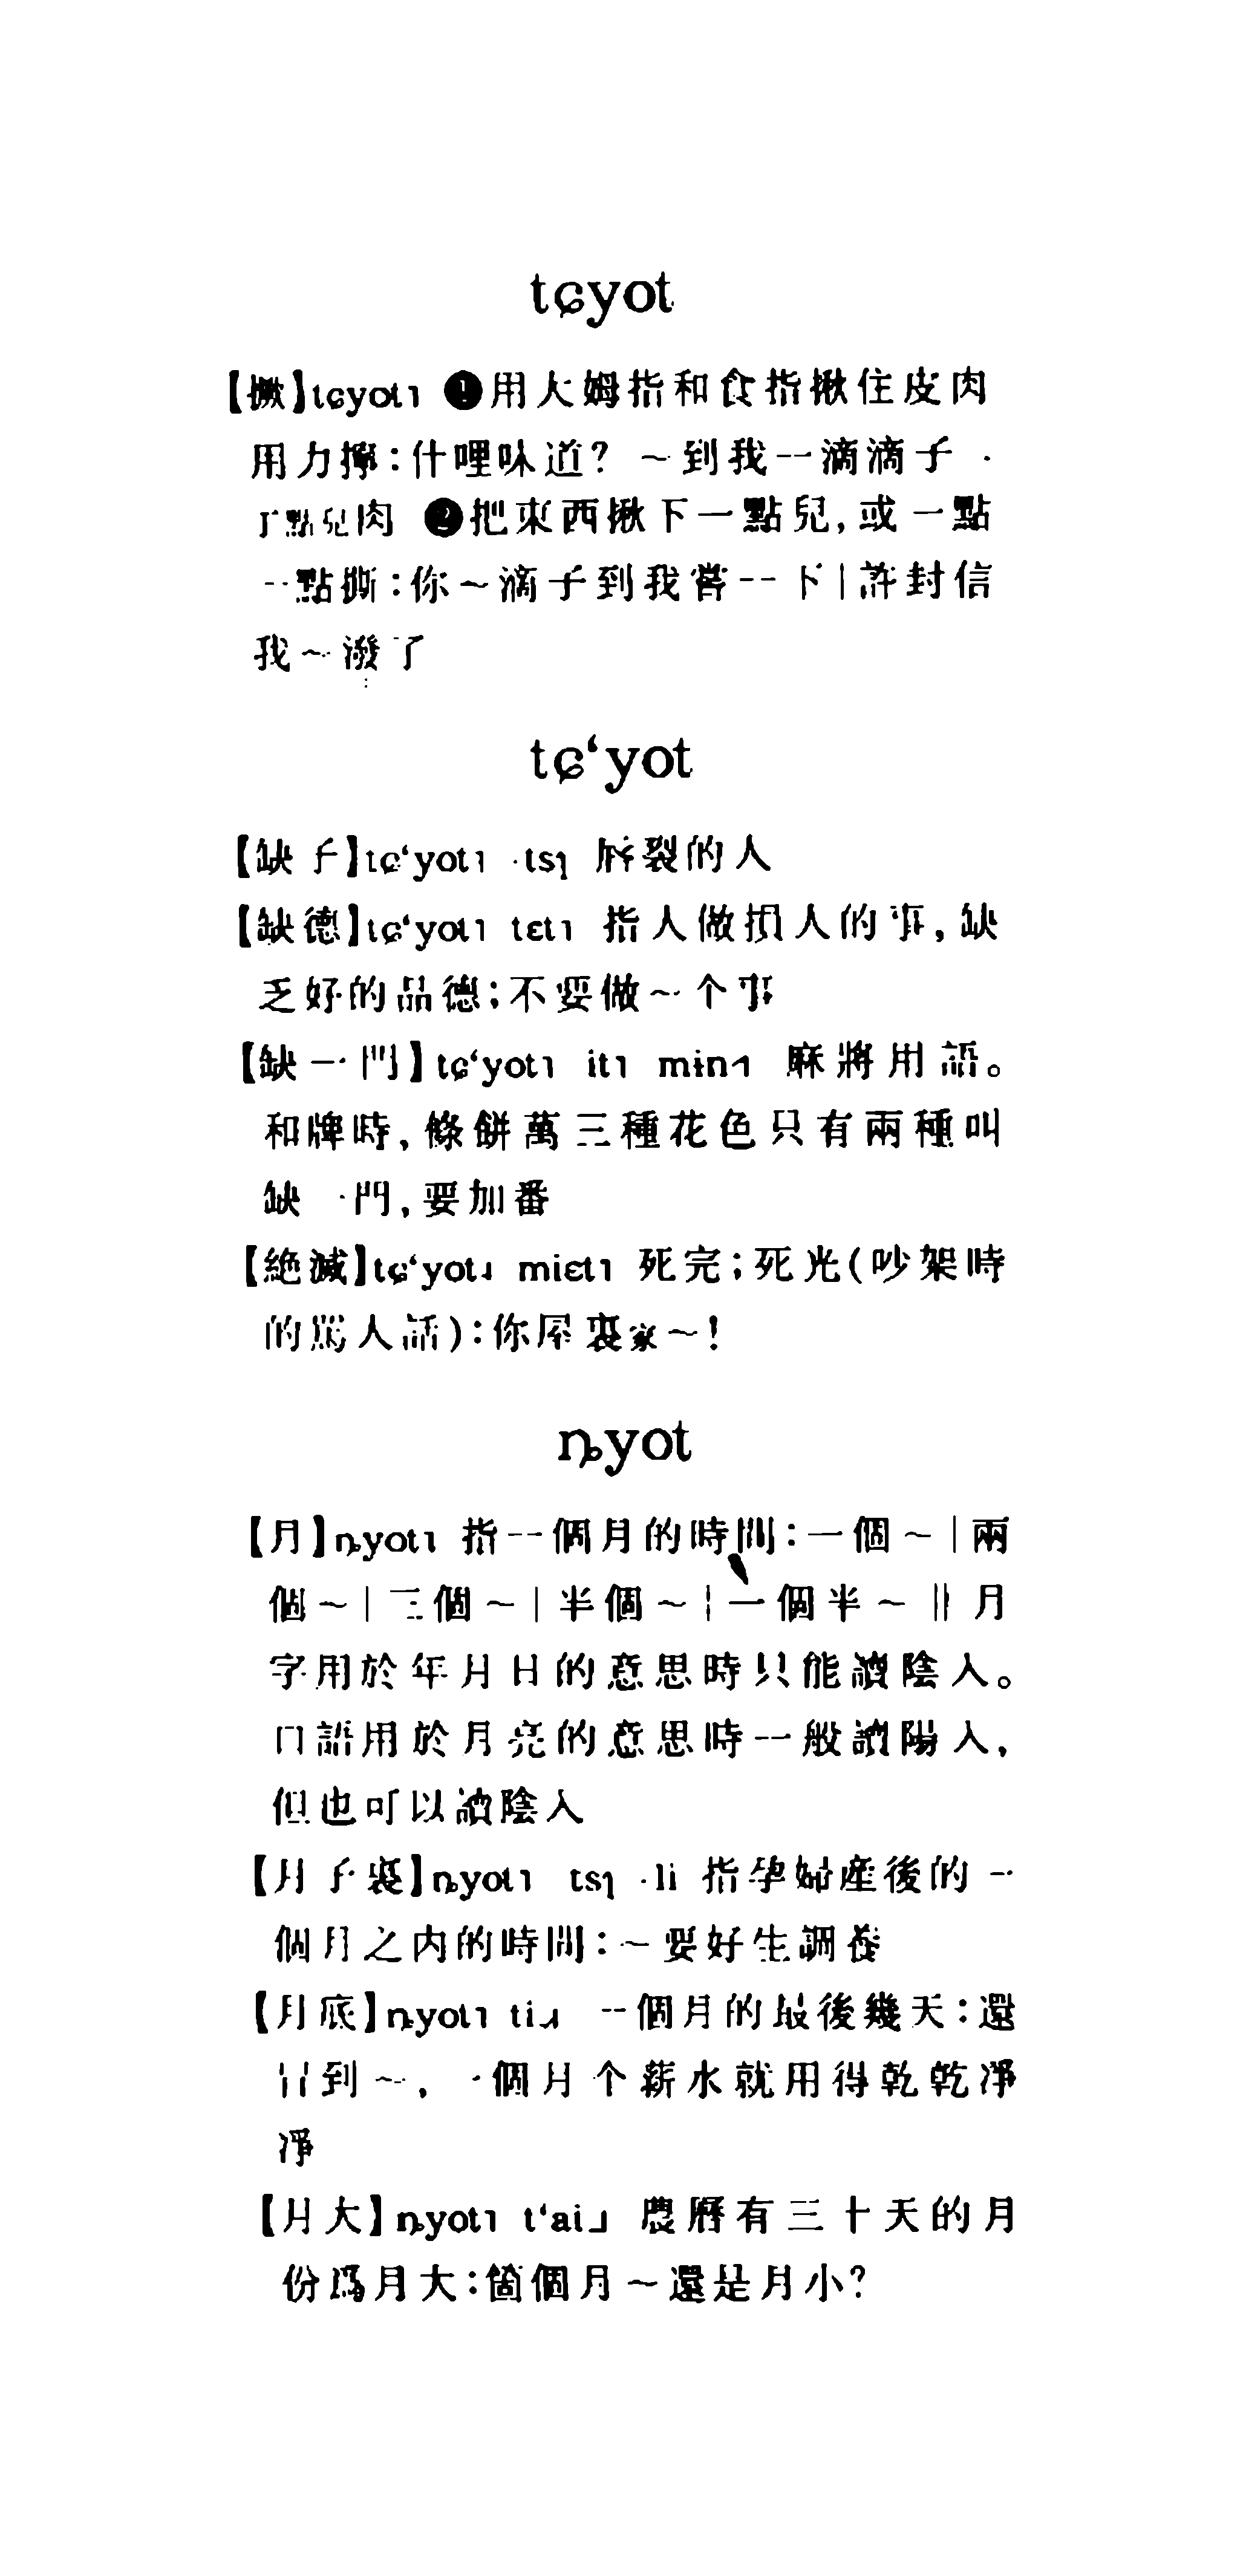 tɕyot
【撅】tɕyot˥ ❶用大姆指和食指揪住皮肉
用力擰：什哩味道？ ～到我一滴滴子
點兒肉 ❷把東西揪下一點兒，或一點
一點撕：你～滴子到我嘗一下｜許封信
我～潑了
tɕ‘yot
【缺子】tɕ‘yot˥ ·tsɿ 唇裂的人
【缺德】tɕ‘yot˥ tɛt˥ 指人做損人的事，缺
乏好的品德；不要做～个事
【缺一門】tɕ‘yot˥ it˥ mɨn˧ 麻將用語。
和牌時，條餅萬三種花色只有兩種叫
缺一門，要加番
【絶滅】tɕ‘yot˩ miɛt˥ 死完；死光（吵架時
的駡人話）：你屋裏家～！
ȵyot
【月】ȵyot˥ 指一個月的時間：一個～｜兩
個～｜三個～｜半個～｜一個半～‖月
字用於年月日的意思時只能讀陰入。
口語用於月亮的意思時一般讀陽入，
但也可以讀陰入
【月子裏】ȵyot˥ tsɿ ·li 指孕婦産後的一
個月之内的時間：～要好生調養
【月底】ȵyot˥ ti˩ 一個月的最後幾天：還
冇到～，一個月个薪水就用得乾乾凈
凈
【月大】ȵyot˥ t‘ai˩ 農曆有三十天的月
份爲月大：箇個月～還是月小？